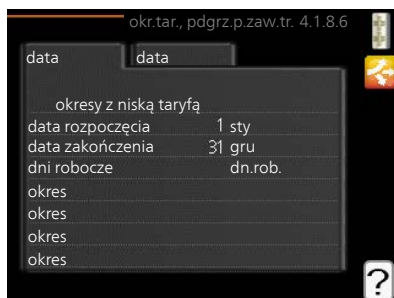 okr.tar., pdgrz.p.zaw.tr. 4.1.8.6
data data
okresy z niską taryfą
data rozpoczęcia 1 sty
data zakończenia 31 gru
dni robocze dn.rob.
okres
okres
okres
okres
?